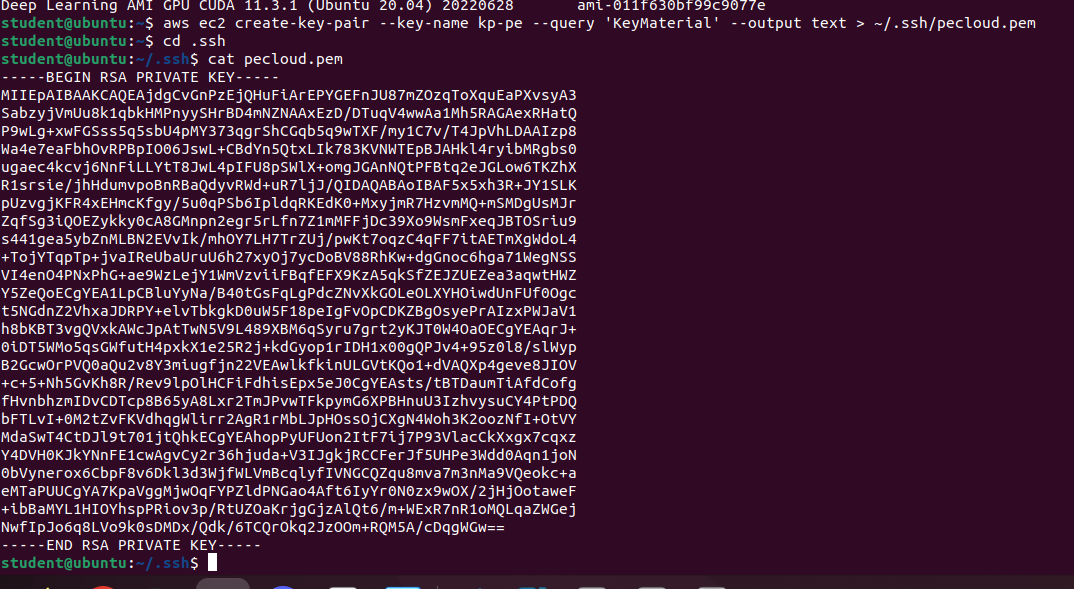 Deep Learning AMI GPU CUDA 11.3.1 (Ubuntu 20.04) 20220628 ami-011f630bf99c9077e
student@ubuntu:~$ aws ec2 create-key-pair --key-name kp-pe --query 'KeyMaterial' --output text > ~/.ssh/pecloud.pem
student@ubuntu:~$ cd .ssh
student@ubuntu:~/.ssh$ cat pecloud.pem
-----BEGIN RSA PRIVATE KEY-----
MIIEpAIBAAKCAQEAjdgCvGnPzEjQHuFiArEPYGEFnJU87mZOzqToXquEaPXvsyA3
SabzyjVmUu8k1qbkHMPnyySHrBD4mNZNAAxEzD/DTuqV4wwAa1Mh5RAGAexRHatQ
P9wLg+xwFGSss5q5sbU4pMY373qgrShCGqb5q9wTXF/my1C7v/T4JpVhLDAAIzp8
Wa4e7eaFbhOvRPBpIO06JswL+CBdYn5QtxLIk783KVNWTEpBJAHkl4ryibMRgbs0
ugaec4kcvj6NnFiLLYtT8JwL4pIFU8pSWlX+omgJGAnNQtPFBtq2eJGLow6TKZhX
R1srsie/jhHdumvpoBnRBaQdyvRWd+uR7ljJ/QIDAQABAoIBAF5x5xh3R+JY1SLK
pUzvgjKFR4xEHmcKfgy/5u0qPSb6IpldqRKEdK0+MxyjmR7HzvmMQ+mSMDgUsMJr
ZqfSg3iQOEZykky0cA8GMnpn2egr5rLfn7Z1mMFFjDc39Xo9WsmFxeqJBTOSriu9
s441gea5ybZnMLBN2EVvIk/mhOY7LH7TrZUj/pwKt7oqzC4qFF7itAETmXgWdoL4
+TojYTqpTp+jvaIReUbaUruU6h27xyOj7ycDoBV88RhKw+dgGnoc6hga71WegNSS
VI4enO4PNxPhG+ae9WzLejY1WmVzviiFBqfEFX9KzA5qkSfZEJZUEZea3aqwtHWZ
Y5ZeQoECgYEA1LpCBluYyNa/B40tGsFqLgPdcZNvXkGOLeOLXYHOiwdUnFUf0Ogc
t5NGdnZ2VhxaJDRPY+elvTbkgkD0uW5F18peIgFvOpCDKZBgOsyePrAIzxPWJaV1
h8bKBT3vgQVxkAWcJpAtTwN5V9L489XBM6qSyru7grt2yKJT0W4OaOECgYEAqrJ+
0iDT5WMo5qsGWfutH4pxkX1e25R2j+kdGyop1rIDH1x00gQPJv4+95z0l8/slWyp
B2GcwOrPVQ0aQu2v8Y3miugfjn22VEAwlkfkinULGVtKQo1+dVAQXp4geve8JIOV
+c+5+Nh5GvKh8R/Rev9lpOlHCFiFdhisEpx5eJ0CgYEAsts/tBTDaumTiAfdCofg
fHvnbhzmIDvCDTcp8B65yA8Lxr2TmJPvwTFkpymG6XPBHnuU3IzhvysuCY4PtPDQ
bFTLvI+0M2tZvFKVdhqgWlirr2AgR1rMbLJpHOssOjCXgN4Woh3K2oozNfI+OtVY
MdaSwT4CtDJl9t701jtQhkECgYEAhopPyUFUon2ItF7ij7P93VlacCkXxgx7cqxz
Y4DVH0KJkYNnFE1cwAgvCy2r36hjuda+V3IJgkjRCCFerJf5UHPe3Wdd0Aqn1joN
0bVynerox6CbpF8v6Dkl3d3WjfWLVmBcqlyfIVNGCQZqu8mva7m3nMa9VQeokc+a
eMTaPUUCgYA7KpaVggMjwOqFYPZldPNGao4Aft6IyYr0N0zx9wOX/2jHjOotaweF
+ibBaMYL1HIOYhspPRiov3p/RtUZOaKrjgGjzAlQt6/m+WExR7nR1oMQLqaZWGej
NwfIpJo6q8LVo9k0sDMDx/Qdk/6TCQrOkq2JzOOm+RQM5A/cDqgWGw==
-----END RSA PRIVATE KEY-----
student@ubuntu:~/.ssh$